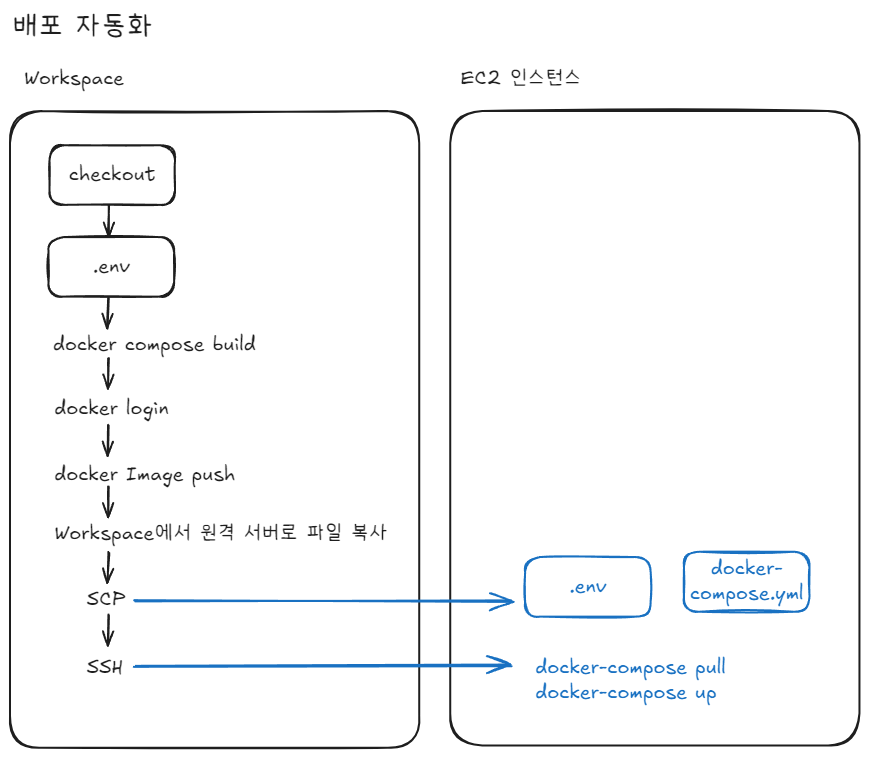 배포 자동화
Workspace
EC2 인스턴스
checkout
.env
docker compose build
docker login
docker Image push
Workspace에서 원격 서버로 파일 복사
SCP
SSH
.env
docker-
compose.yml
docker-compose pull
docker-compose up